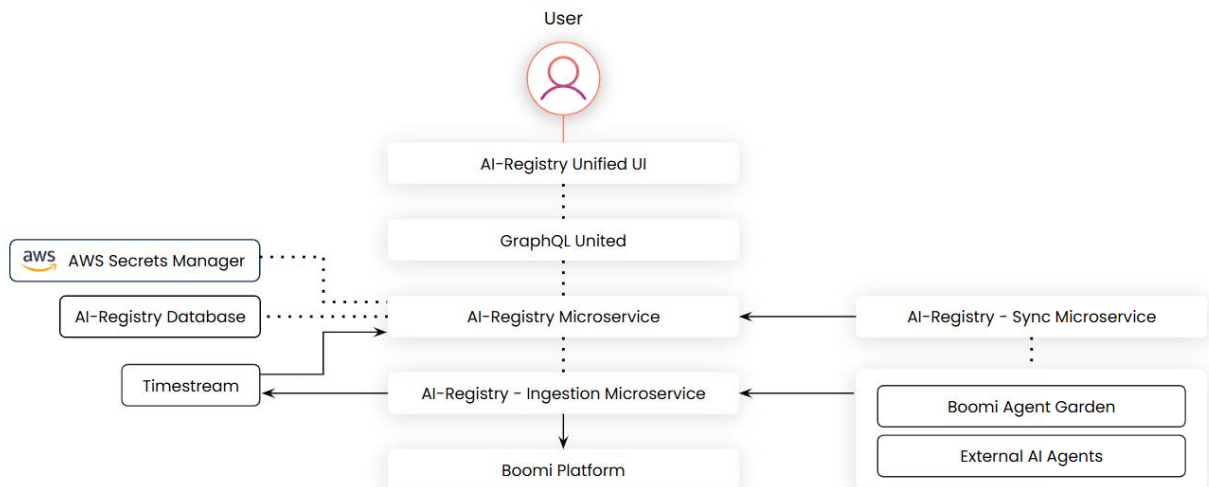 User
AI-Registry Unified UI
GraphQL United
aws AWS Secrets Manager
AI-Registry Database
AI-Registry Microservice
AI-Registry - Sync Microservice
Timestream
AI-Registry - Ingestion Microservice
Boomi Agent Garden
External AI Agents
Boomi Platform